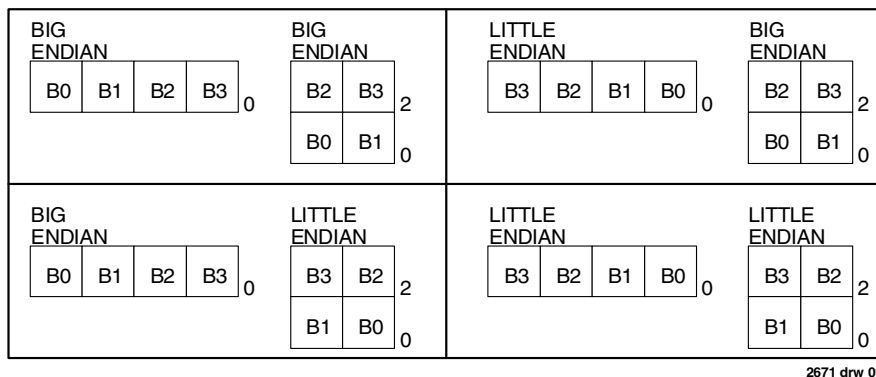 BIG ENDIAN
B0 B1 B2 B3 0
BIG ENDIAN
B2 B3 2
B0 B1 0
LITTLE ENDIAN
B3 B2 B1 B0 0
BIG ENDIAN
B2 B3 2
B0 B1 0
BIG ENDIAN
B0 B1 B2 B3 0
LITTLE ENDIAN
B3 B2 2
B1 B0 0
LITTLE ENDIAN
B3 B2 B1 B0 0
LITTLE ENDIAN
B3 B2 2
B1 B0 0
2671 drw